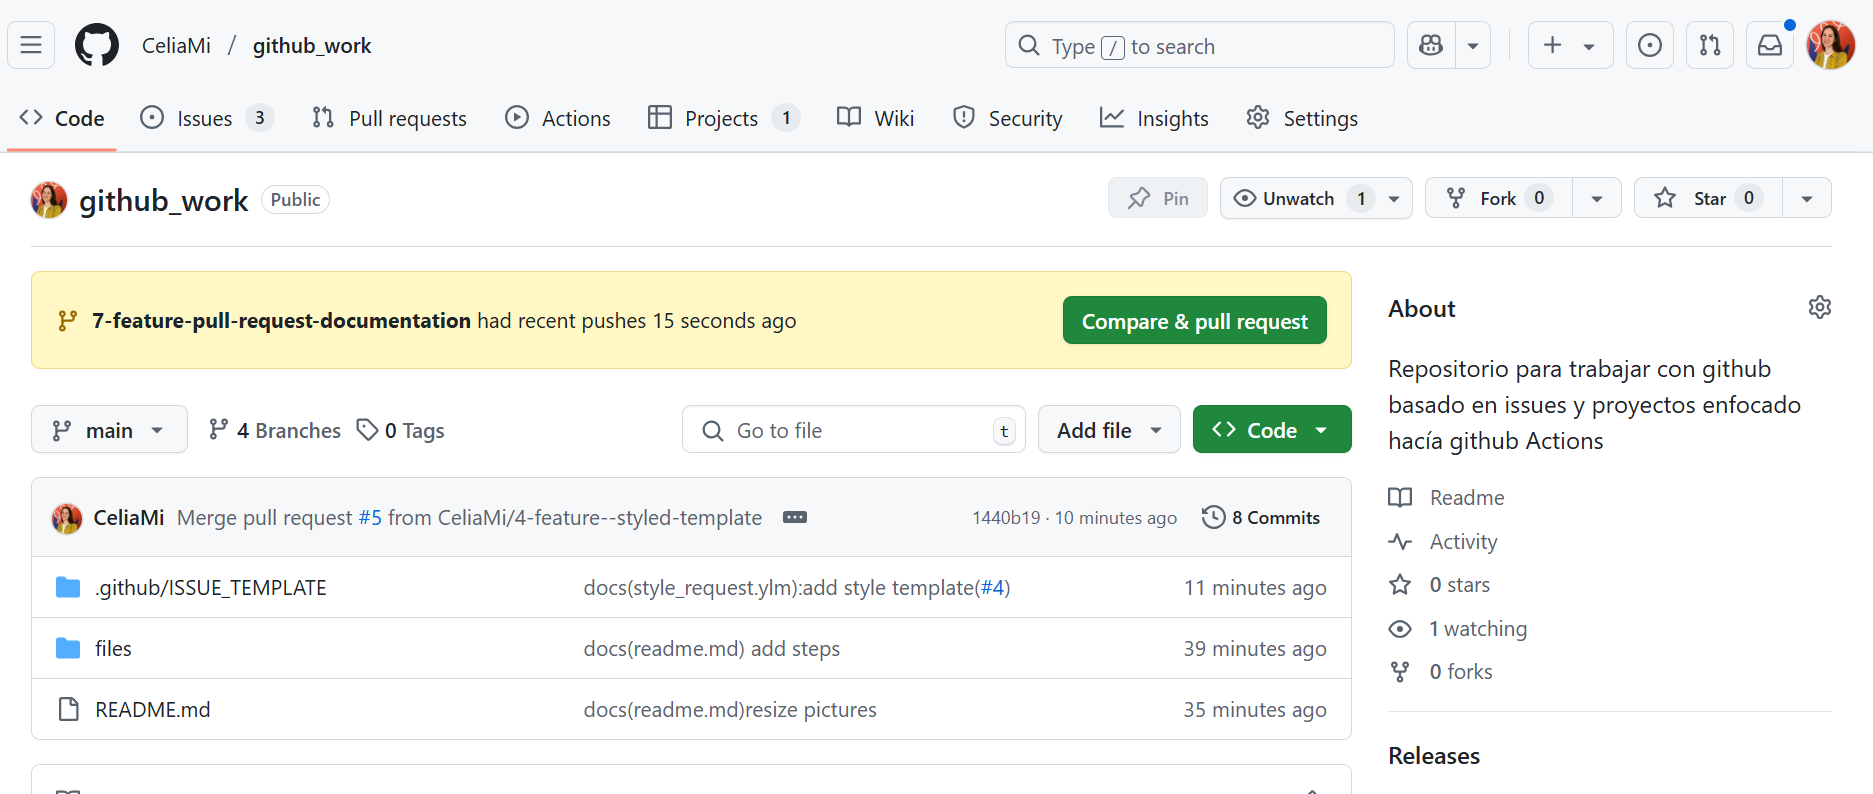 CeliaMi / github_work
Type / to search
Code Issues 3 Pull requests Actions Projects 1 Wiki Security Insights Settings
github_work Public
Pin Unwatch 1 Fork 0 Star 0
7-feature-pull-request-documentation had recent pushes 15 seconds ago
Compare & pull request
main 4 Branches 0 Tags
Go to file t Add file Code
CeliaMi Merge pull request #5 from CeliaMi/4-feature--styled-template
1440b19 · 10 minutes ago 8 Commits
.github/ISSUE_TEMPLATE docs(style_request.ylm):add style template(#4) 11 minutes ago
files docs(readme.md) add steps 39 minutes ago
README.md docs(readme.md)resize pictures 35 minutes ago
About
Repositorio para trabajar con github
basado en issues y proyectos enfocado
hacía github Actions
Readme
Activity
0 stars
1 watching
0 forks
Releases